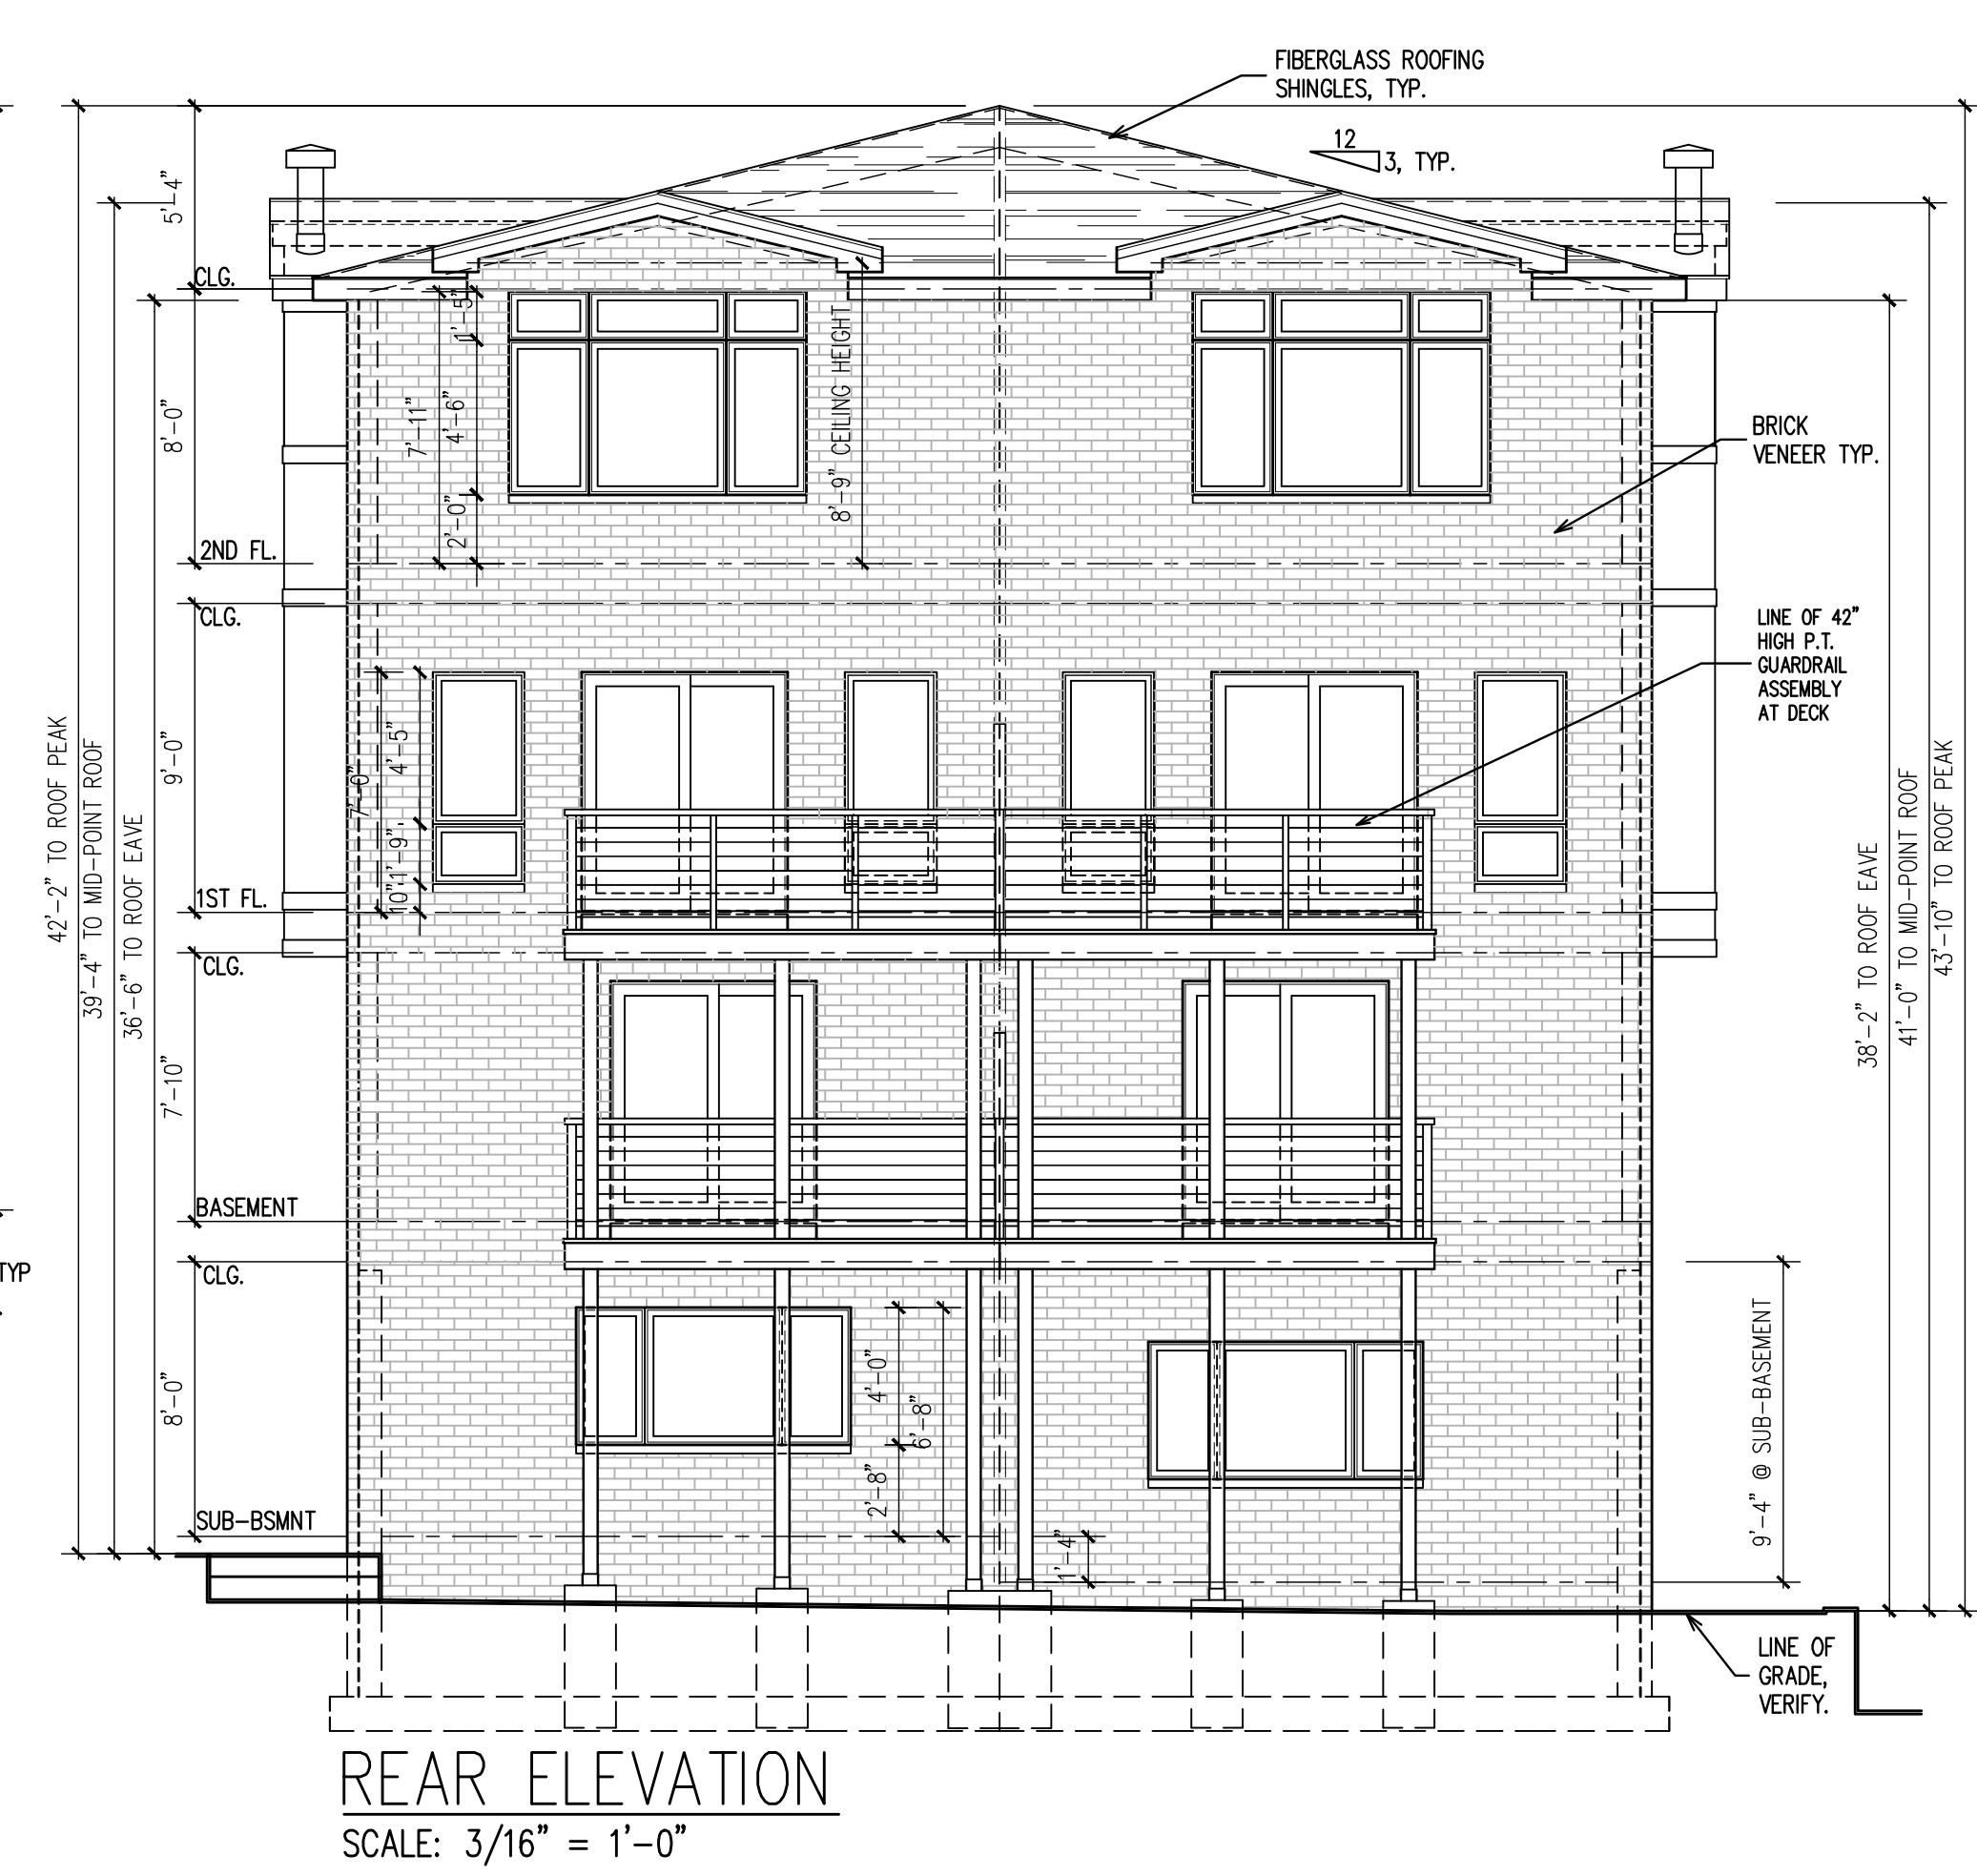 FIBERGLASS ROOFING
SHINGLES, TYP.
12
3, TYP.
5'-4"
CLG.
1'-5"
8'-0"
7'-11"
4'-6"
8'-9" CEILING HEIGHT
BRICK
VENEER TYP.
2'-0"
2ND FL.
CLG.
LINE OF 42"
HIGH P.T.
GUARDRAIL
ASSEMBLY
AT DECK
9'-0"
7'-0"
4'-5"
1'-9"
10"
1ST FL.
CLG.
42'-2" TO ROOF PEAK
39'-4" TO MID-POINT ROOF
36'-6" TO ROOF EAVE
38'-2" TO ROOF EAVE
41'-0" TO MID-POINT ROOF
43'-10" TO ROOF PEAK
7'-10"
BASEMENT
TYP
CLG.
8'-0"
4'-0"
6'-8"
2'-8"
9'-4" @ SUB-BASEMENT
SUB-BSMNT
1'-4"
LINE OF
GRADE,
VERIFY.
REAR ELEVATION
SCALE: 3/16" = 1'-0"